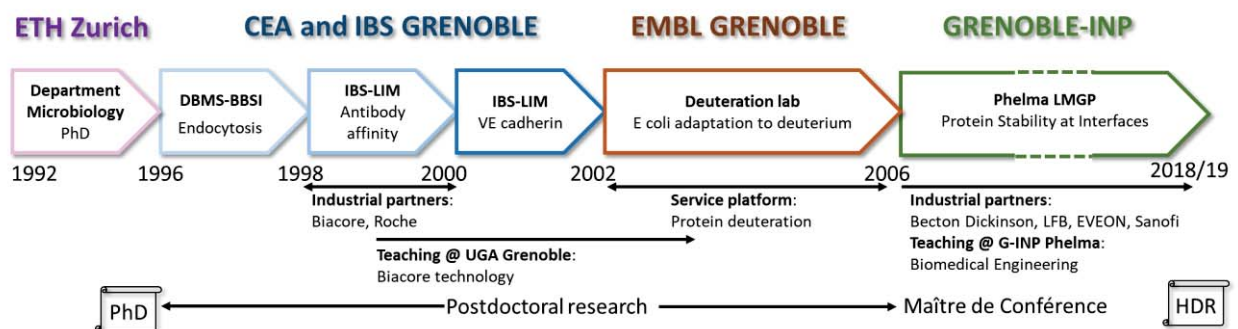 ETH Zurich
CEA and IBS GRENOBLE
EMBL GRENOBLE
GRENOBLE-INP
Department
Microbiology
PhD
DBMS-BBSI
Endocytosis
IBS-LIM
Antibody
affinity
IBS-LIM
VE cadherin
Deuteration lab
E coli adaptation to deuterium
Phelma LMGP
Protein Stability at Interfaces
1992
1996
1998
2000
2002
2006
2018/19
Industrial partners:
Biacore, Roche
Service platform:
Protein deuteration
Industrial partners:
Becton Dickinson, LFB, EVEON, Sanofi
Teaching @ UGA Grenoble:
Biacore technology
Teaching @ G-INP Phelma:
Biomedical Engineering
PhD
Postdoctoral research
Maître de Conférence
HDR